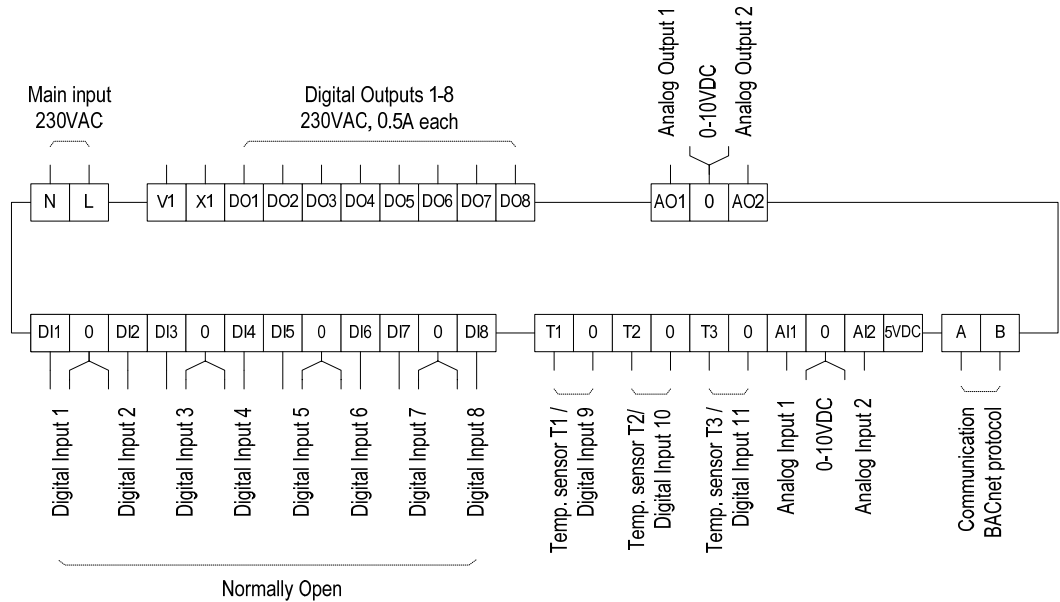 Main input
230VAC
Digital Outputs 1-8
230VAC, 0.5A each
Analog Output 1
0-10VDC
Analog Output 2
N L V1 X1 DO1 DO2 DO3 DO4 DO5 DO6 DO7 DO8 AO1 0 AO2
DI1 0 DI2 DI3 0 DI4 DI5 0 DI6 DI7 0 DI8 T1 0 T2 0 T3 0 AI1 0 AI2 5VDC A B
Digital Input 1
Digital Input 2
Digital Input 3
Digital Input 4
Digital Input 5
Digital Input 6
Digital Input 7
Digital Input 8
Temp. sensor T1 /
Digital Input 9
Temp. sensor T2/
Digital Input 10
Temp. sensor T3 /
Digital Input 11
Analog Input 1
0-10VDC
Analog Input 2
Communication
BACnet protocol
Normally Open